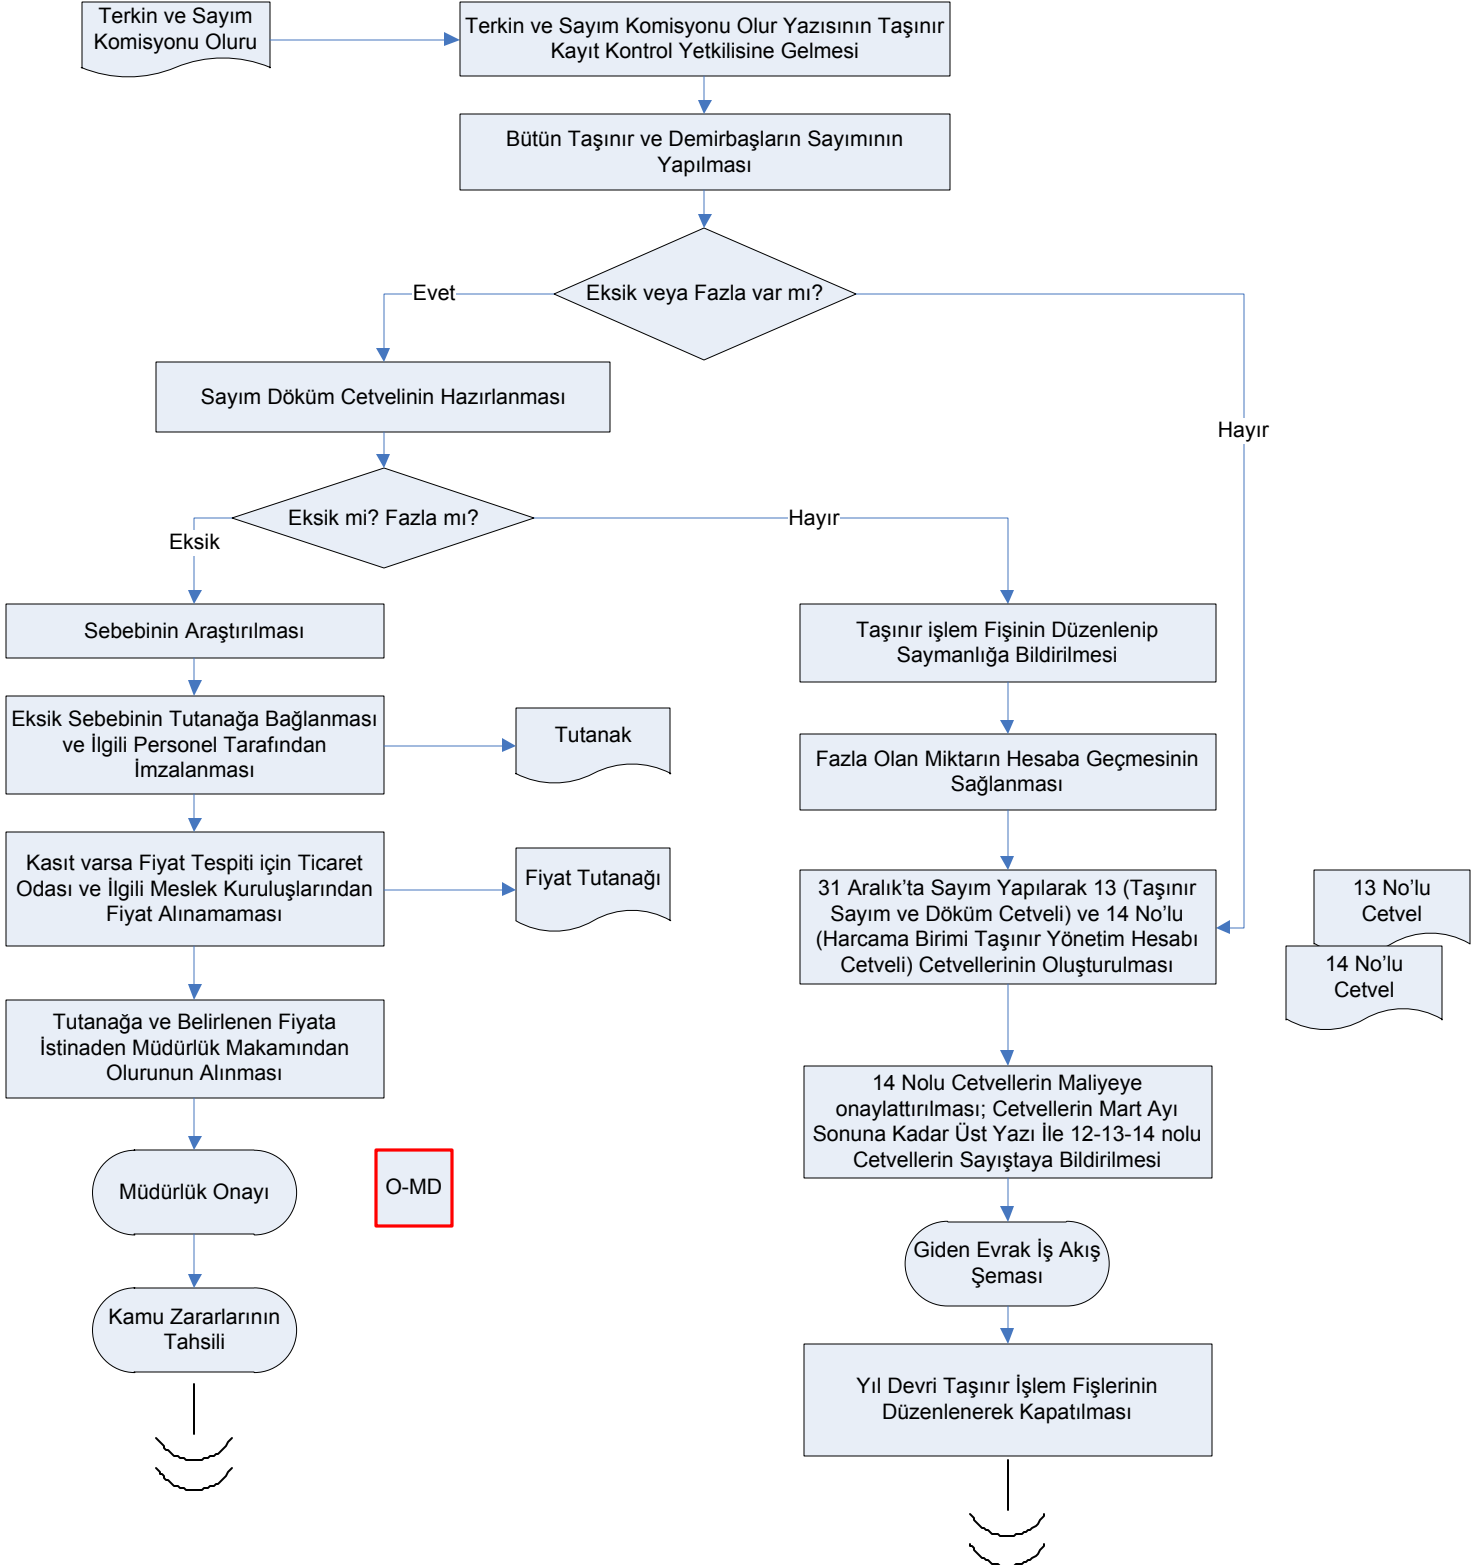 Terkin ve Sayım
Komisyonu Oluru
Terkin ve Sayım Komisyonu Olur Yazısının Taşınır
Kayıt Kontrol Yetkilisine Gelmesi
Bütün Taşınır ve Demirbaşların Sayımının
Yapılması
Eksik veya Fazla var mı?
Evet
Hayır
Sayım Döküm Cetvelinin Hazırlanması
Eksik mi? Fazla mı?
Eksik
Hayır
Sebebinin Araştırılması
Eksik Sebebinin Tutanağa Bağlanması
ve İlgili Personel Tarafından
İmzalanması
Tutanak
Kasıt varsa Fiyat Tespiti için Ticaret
Odası ve İlgili Meslek Kuruluşlarından
Fiyat Alınamaması
Fiyat Tutanağı
Tutanağa ve Belirlenen Fiyata
İstinaden Müdürlük Makamından
Olurunun Alınması
Müdürlük Onayı
O-MD
Kamu Zararlarının
Tahsili
Taşınır işlem Fişinin Düzenlenip
Saymanlığa Bildirilmesi
Fazla Olan Miktarın Hesaba Geçmesinin
Sağlanması
31 Aralık’ta Sayım Yapılarak 13 (Taşınır
Sayım ve Döküm Cetveli) ve 14 No’lu
(Harcama Birimi Taşınır Yönetim Hesabı
Cetveli) Cetvellerinin Oluşturulması
13 No’lu
Cetvel
14 No’lu
Cetvel
14 Nolu Cetvellerin Maliyeye
onaylattırılması; Cetvellerin Mart Ayı
Sonuna Kadar Üst Yazı İle 12-13-14 nolu
Cetvellerin Sayıştaya Bildirilmesi
Giden Evrak İş Akış
Şeması
Yıl Devri Taşınır İşlem Fişlerinin
Düzenlenerek Kapatılması